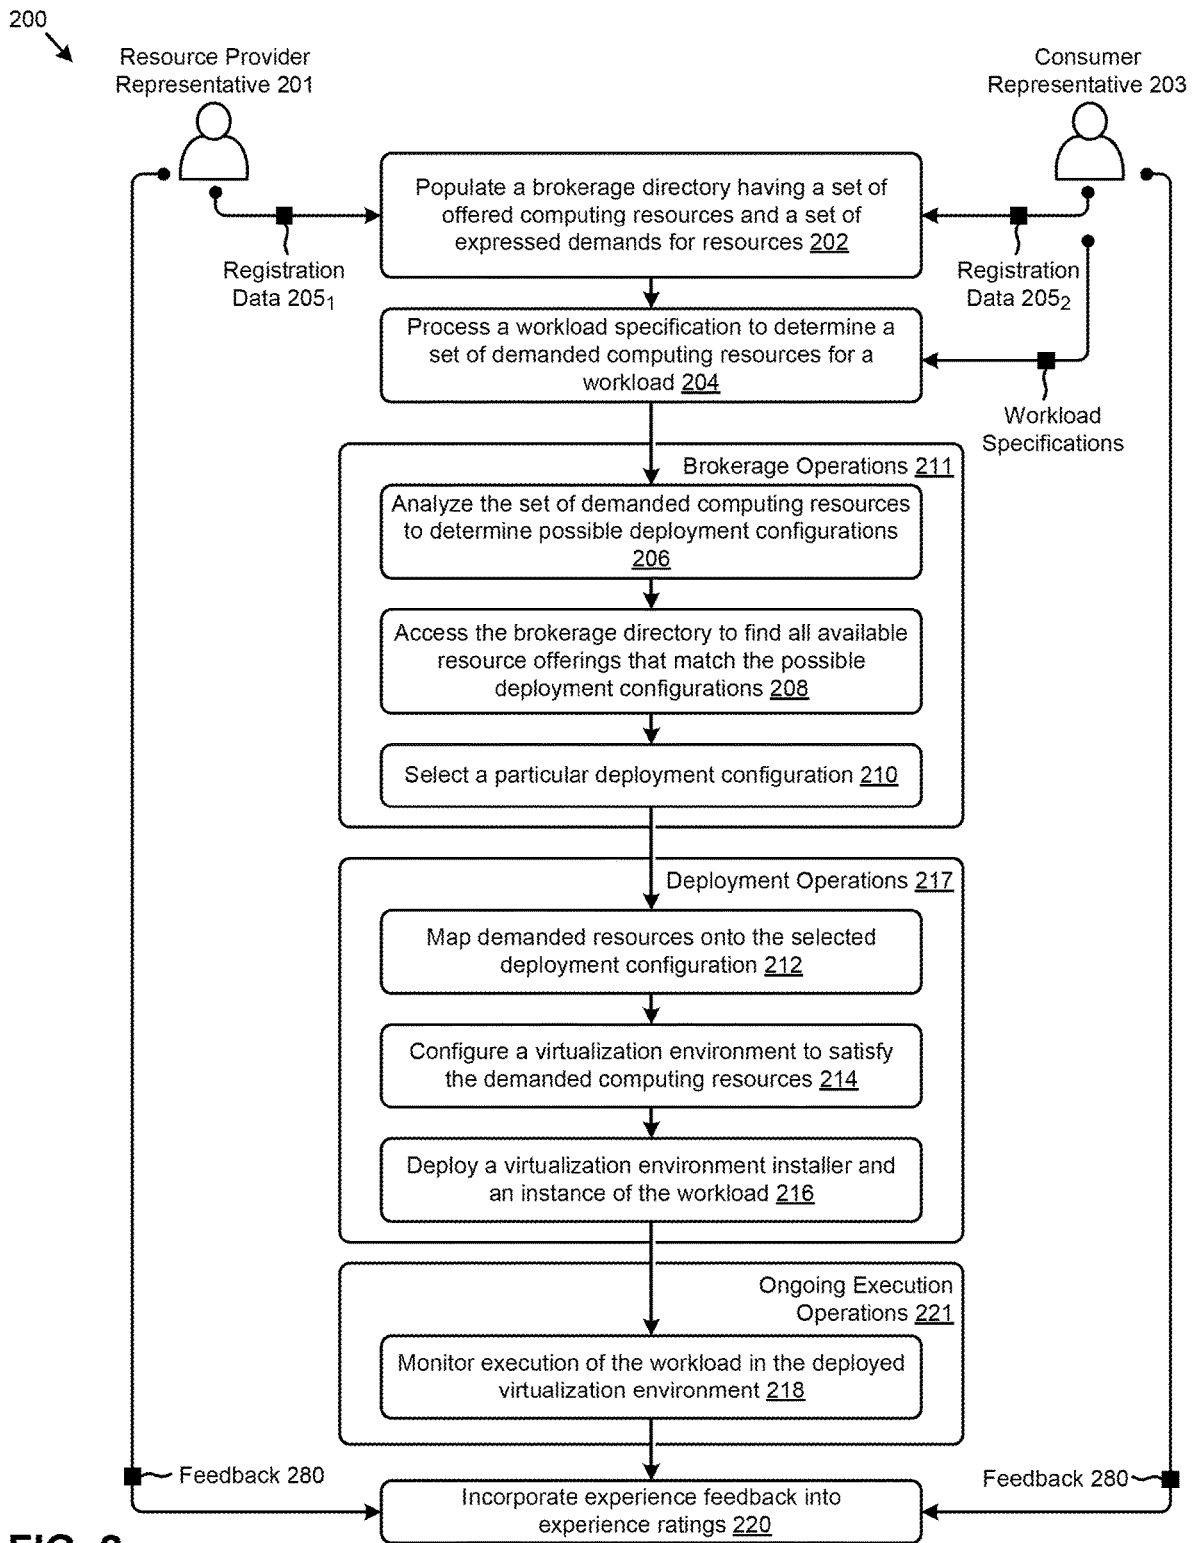 200
Resource Provider
Representative 201
Consumer
Representative 203
Populate a brokerage directory having a set of
offered computing resources and a set of
expressed demands for resources 202
Registration
Data 205₁
Registration
Data 205₂
Process a workload specification to determine a
set of demanded computing resources for a
workload 204
Workload
Specifications
Brokerage Operations 211
Analyze the set of demanded computing resources
to determine possible deployment configurations
206
Access the brokerage directory to find all available
resource offerings that match the possible
deployment configurations 208
Select a particular deployment configuration 210
Deployment Operations 217
Map demanded resources onto the selected
deployment configuration 212
Configure a virtualization environment to satisfy
the demanded computing resources 214
Deploy a virtualization environment installer and
an instance of the workload 216
Ongoing Execution
Operations 221
Monitor execution of the workload in the deployed
virtualization environment 218
Feedback 280
Feedback 280
Incorporate experience feedback into
experience ratings 220